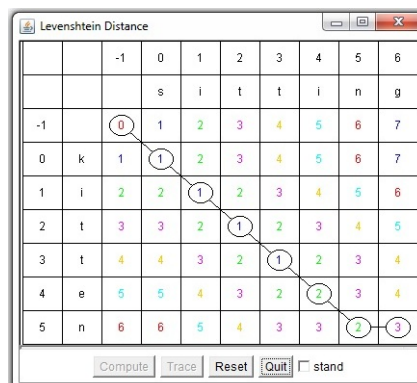 Levenshtein Distance
-1 0 1 2 3 4 5 6
s i t t i n g
-1 0 1 2 3 4 5 6 7
0 k 1 1 2 3 4 5 6 7
1 i 2 2 1 2 3 4 5 6
2 t 3 3 2 1 2 3 4 5
3 t 4 4 3 2 1 2 3 4
4 e 5 5 4 3 2 2 3 4
5 n 6 6 5 4 3 3 2 3
Compute Trace Reset Quit stand